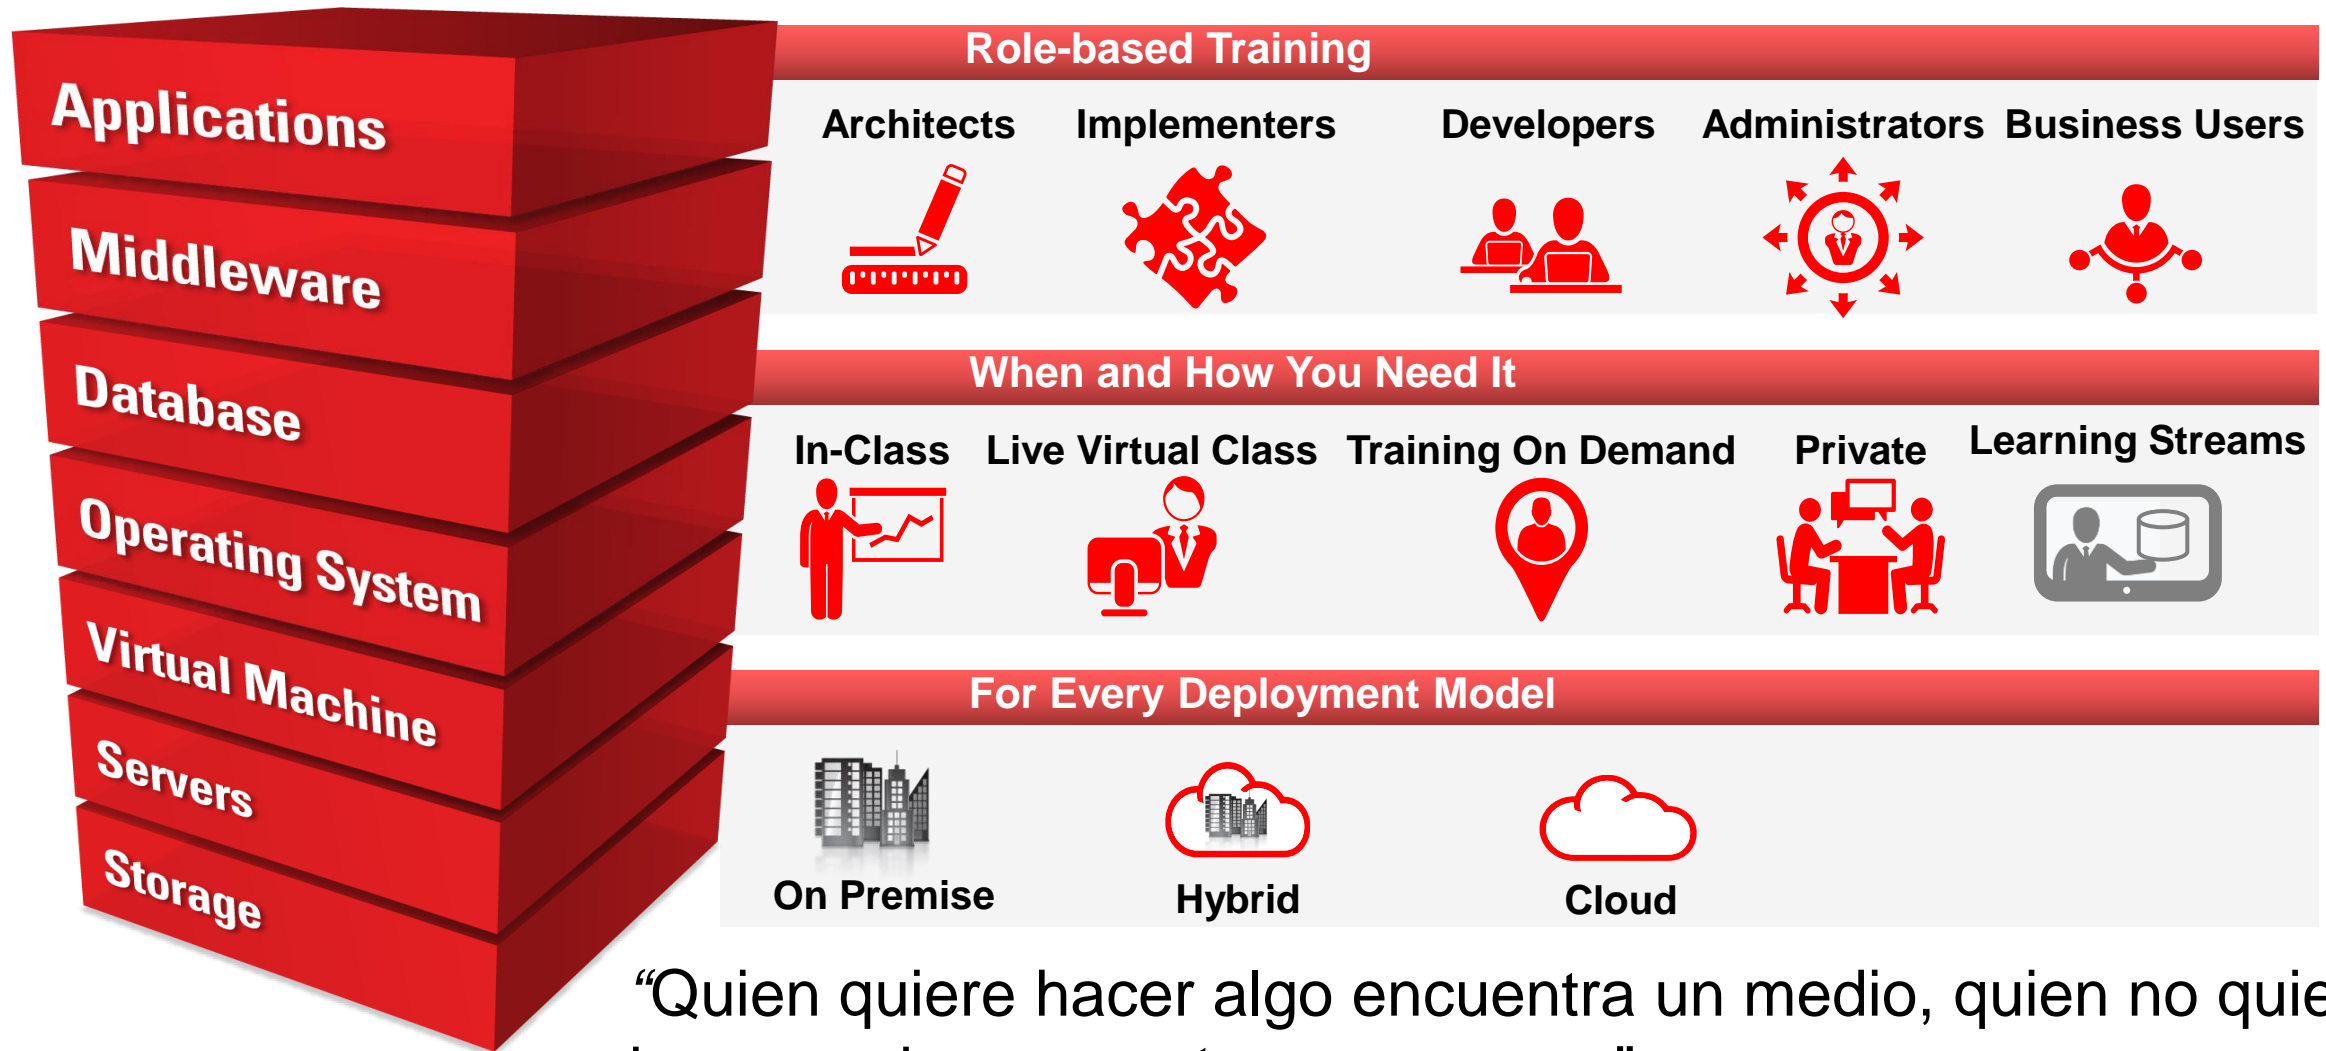 Applications
Middleware
Database
Operating System
Virtual Machine
Servers
Storage
Role-based Training
Architects Implementers Developers Administrators Business Users
When and How You Need It
In-Class Live Virtual Class Training On Demand Private Learning Streams
For Every Deployment Model
On Premise Hybrid Cloud
“Quien quiere hacer algo encuentra un medio, quien no quie